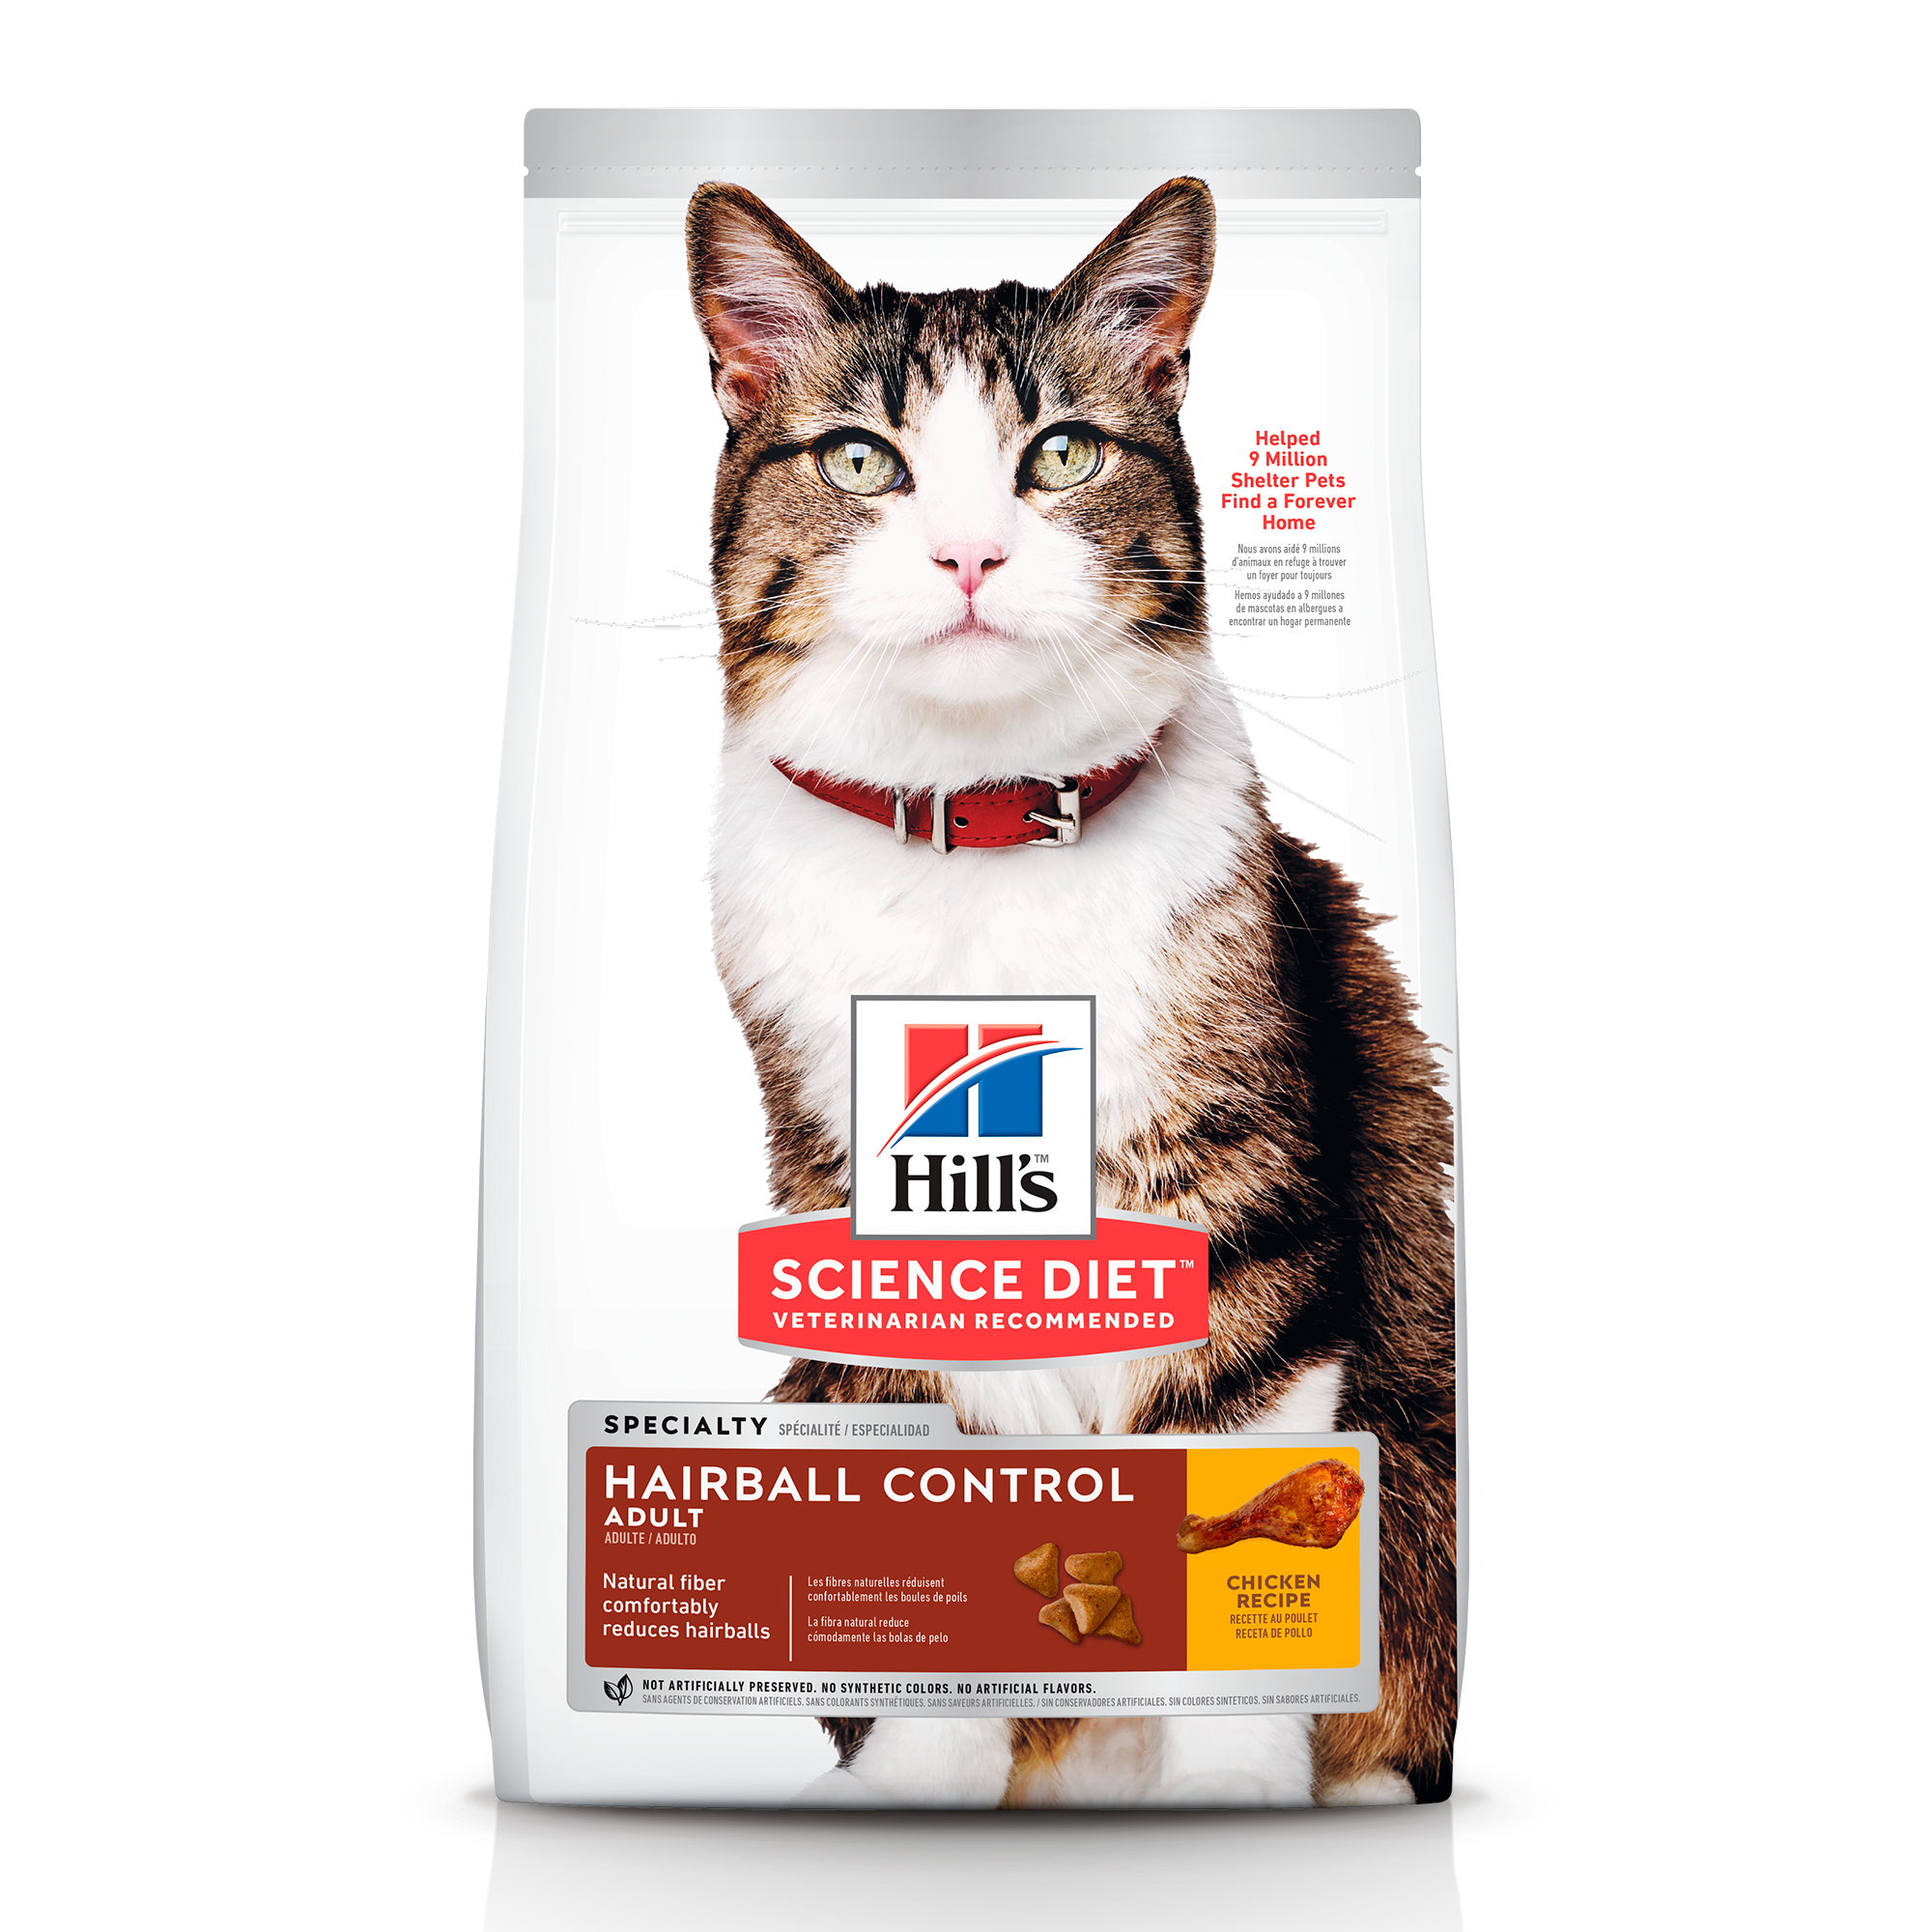 Helped
9 Million
Shelter Pets
Find a Forever
Home
Nous avons aidé 9 millions
d'animaux en refuge à trouver
un foyer pour toujours
Hemos ayudado a 9 millones
de mascotas en albergues a
encontrar un hogar permanente
Hill's™
SCIENCE DIET™
VETERINARIAN RECOMMENDED
SPECIALTY SPÉCIALITÉ / ESPECIALIDAD
HAIRBALL CONTROL
ADULT
ADULTE / ADULTO
Natural fiber
comfortably
reduces hairballs
Les fibres naturelles réduisent
confortablement les boules de poils
La fibra natural reduce
cómodamente las bolas de pelo
CHICKEN
RECIPE
RECETTE AU POULET
RECETA DE POLLO
NOT ARTIFICIALLY PRESERVED. NO SYNTHETIC COLORS. NO ARTIFICIAL FLAVORS.
SANS AGENTS DE CONSERVATION ARTIFICIELS. SANS COLORANTS SYNTHÉTIQUES. SANS SAVEURS ARTIFICIELLES. / SIN CONSERVADORES ARTIFICIALES. SIN COLORES SINTETICOS. SIN SABORES ARTIFICIALES.